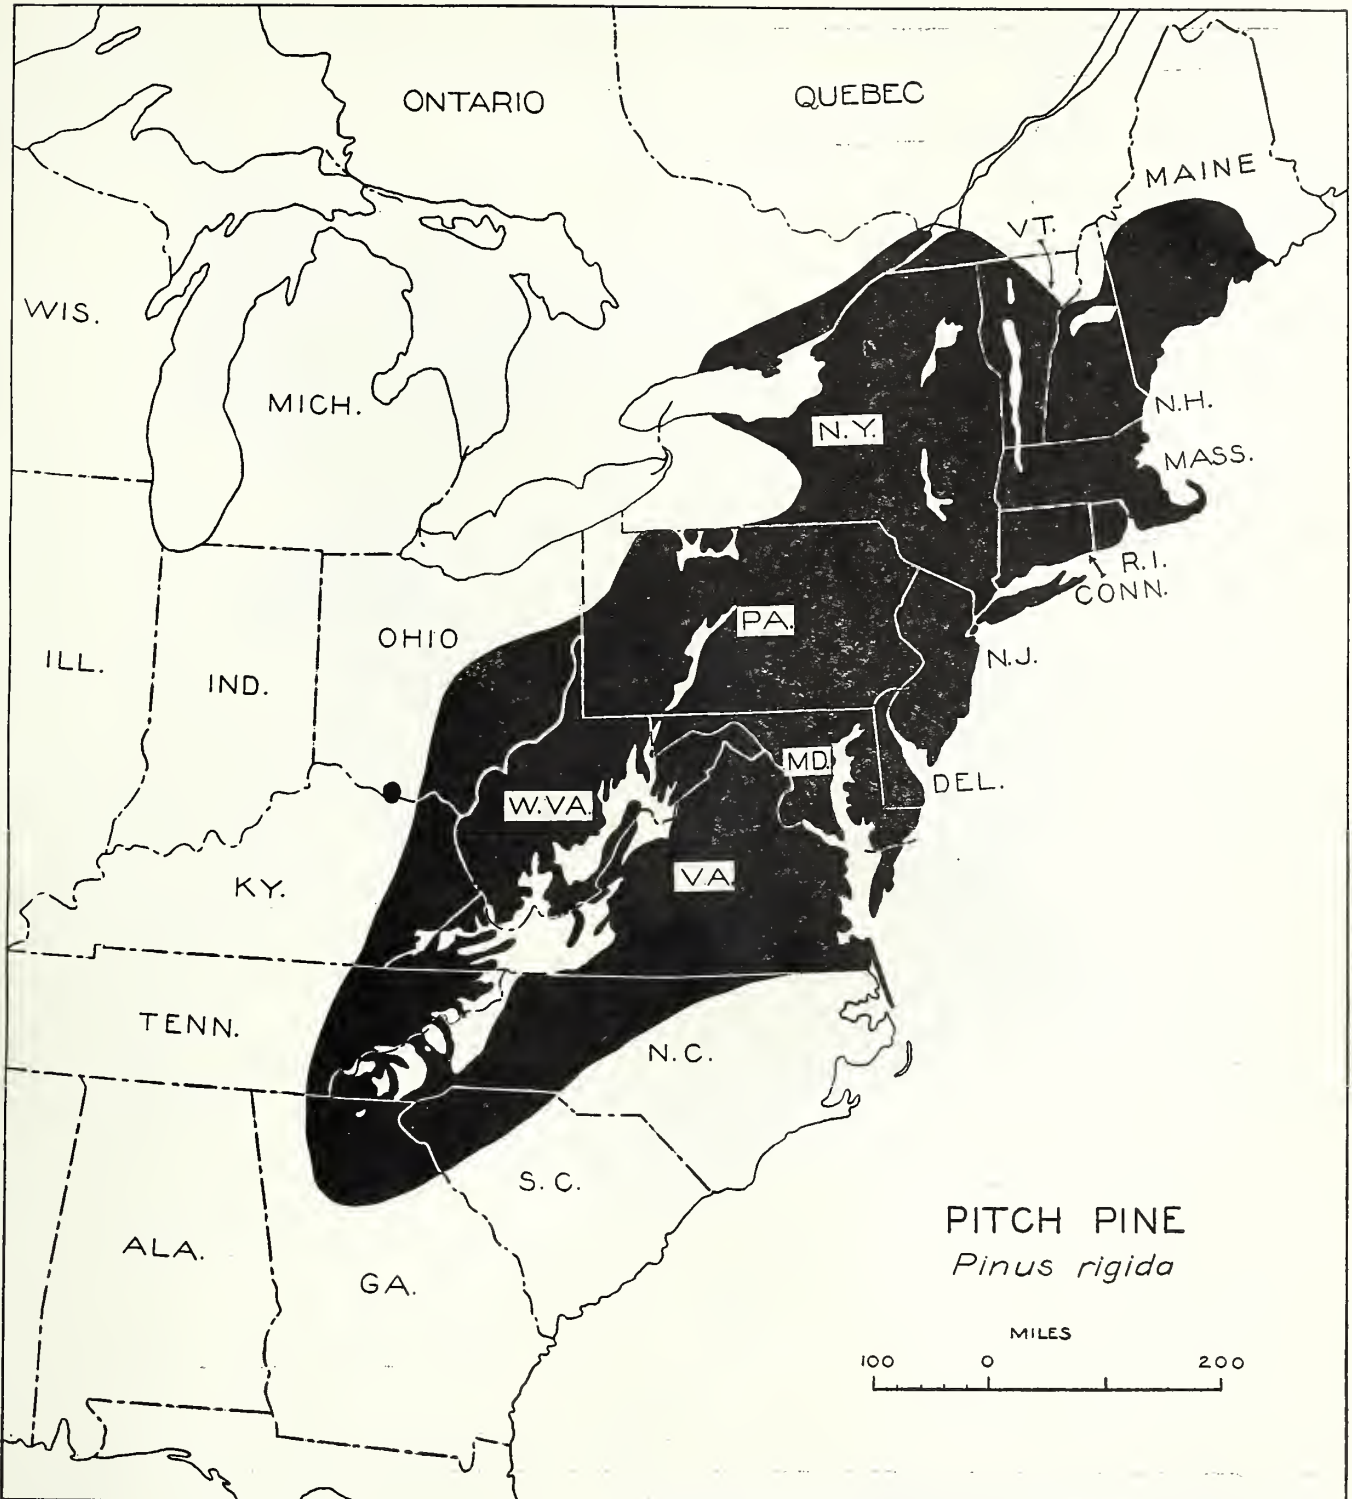 ONTARIO
QUEBEC
MAINE
VT.
WIS.
MICH.
N.Y.
N.H.
MASS.
R.I.
CONN.
PA.
OHIO
N.J.
ILL.
IND.
MD.
DEL.
W.VA.
VA.
KY.
TENN.
N.C.
S.C.
ALA.
GA.
PITCH PINE
Pinus rigida
MILES
100 0 200